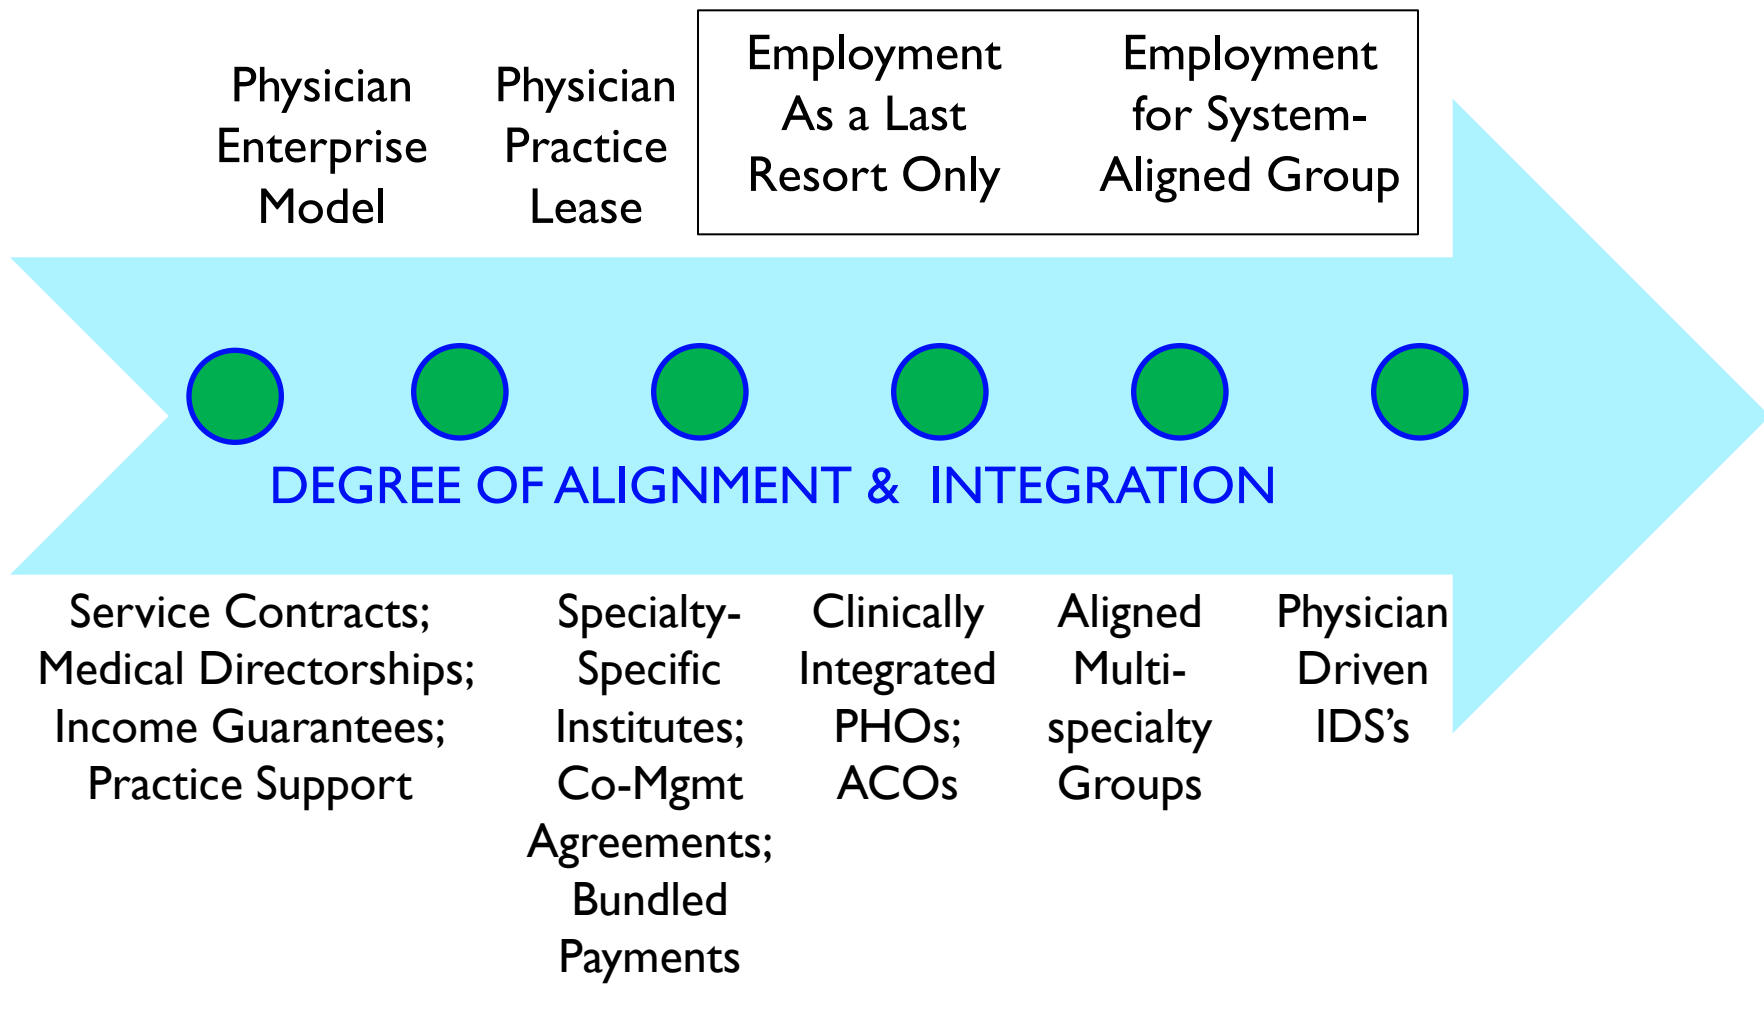 Physician
Enterprise
Model
Physician
Practice
Lease
Employment
As a Last
Resort Only
Employment
for System-
Aligned Group
DEGREE OF ALIGNMENT & INTEGRATION
Service Contracts;
Medical Directorships;
Income Guarantees;
Practice Support
Specialty-
Specific
Institutes;
Co-Mgmt
Agreements;
Bundled
Payments
Clinically
Integrated
PHOs;
ACOs
Aligned
Multi-
specialty
Groups
Physician
Driven
IDS’s